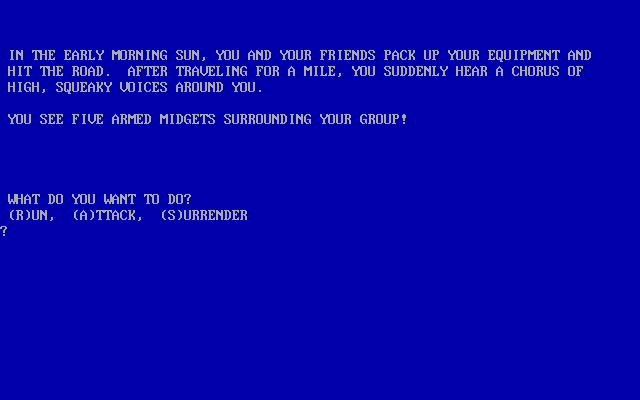 IN THE EARLY MORNING SUN, YOU AND YOUR FRIENDS PACK UP YOUR EQUIPMENT AND
HIT THE ROAD.  AFTER TRAVELING FOR A MILE, YOU SUDDENLY HEAR A CHORUS OF
HIGH, SQUEAKY VOICES AROUND YOU.
YOU SEE FIVE ARMED MIDGETS SURROUNDING YOUR GROUP!
WHAT DO YOU WANT TO DO?
(R)UN,  (A)TTACK,  (S)URRENDER
?